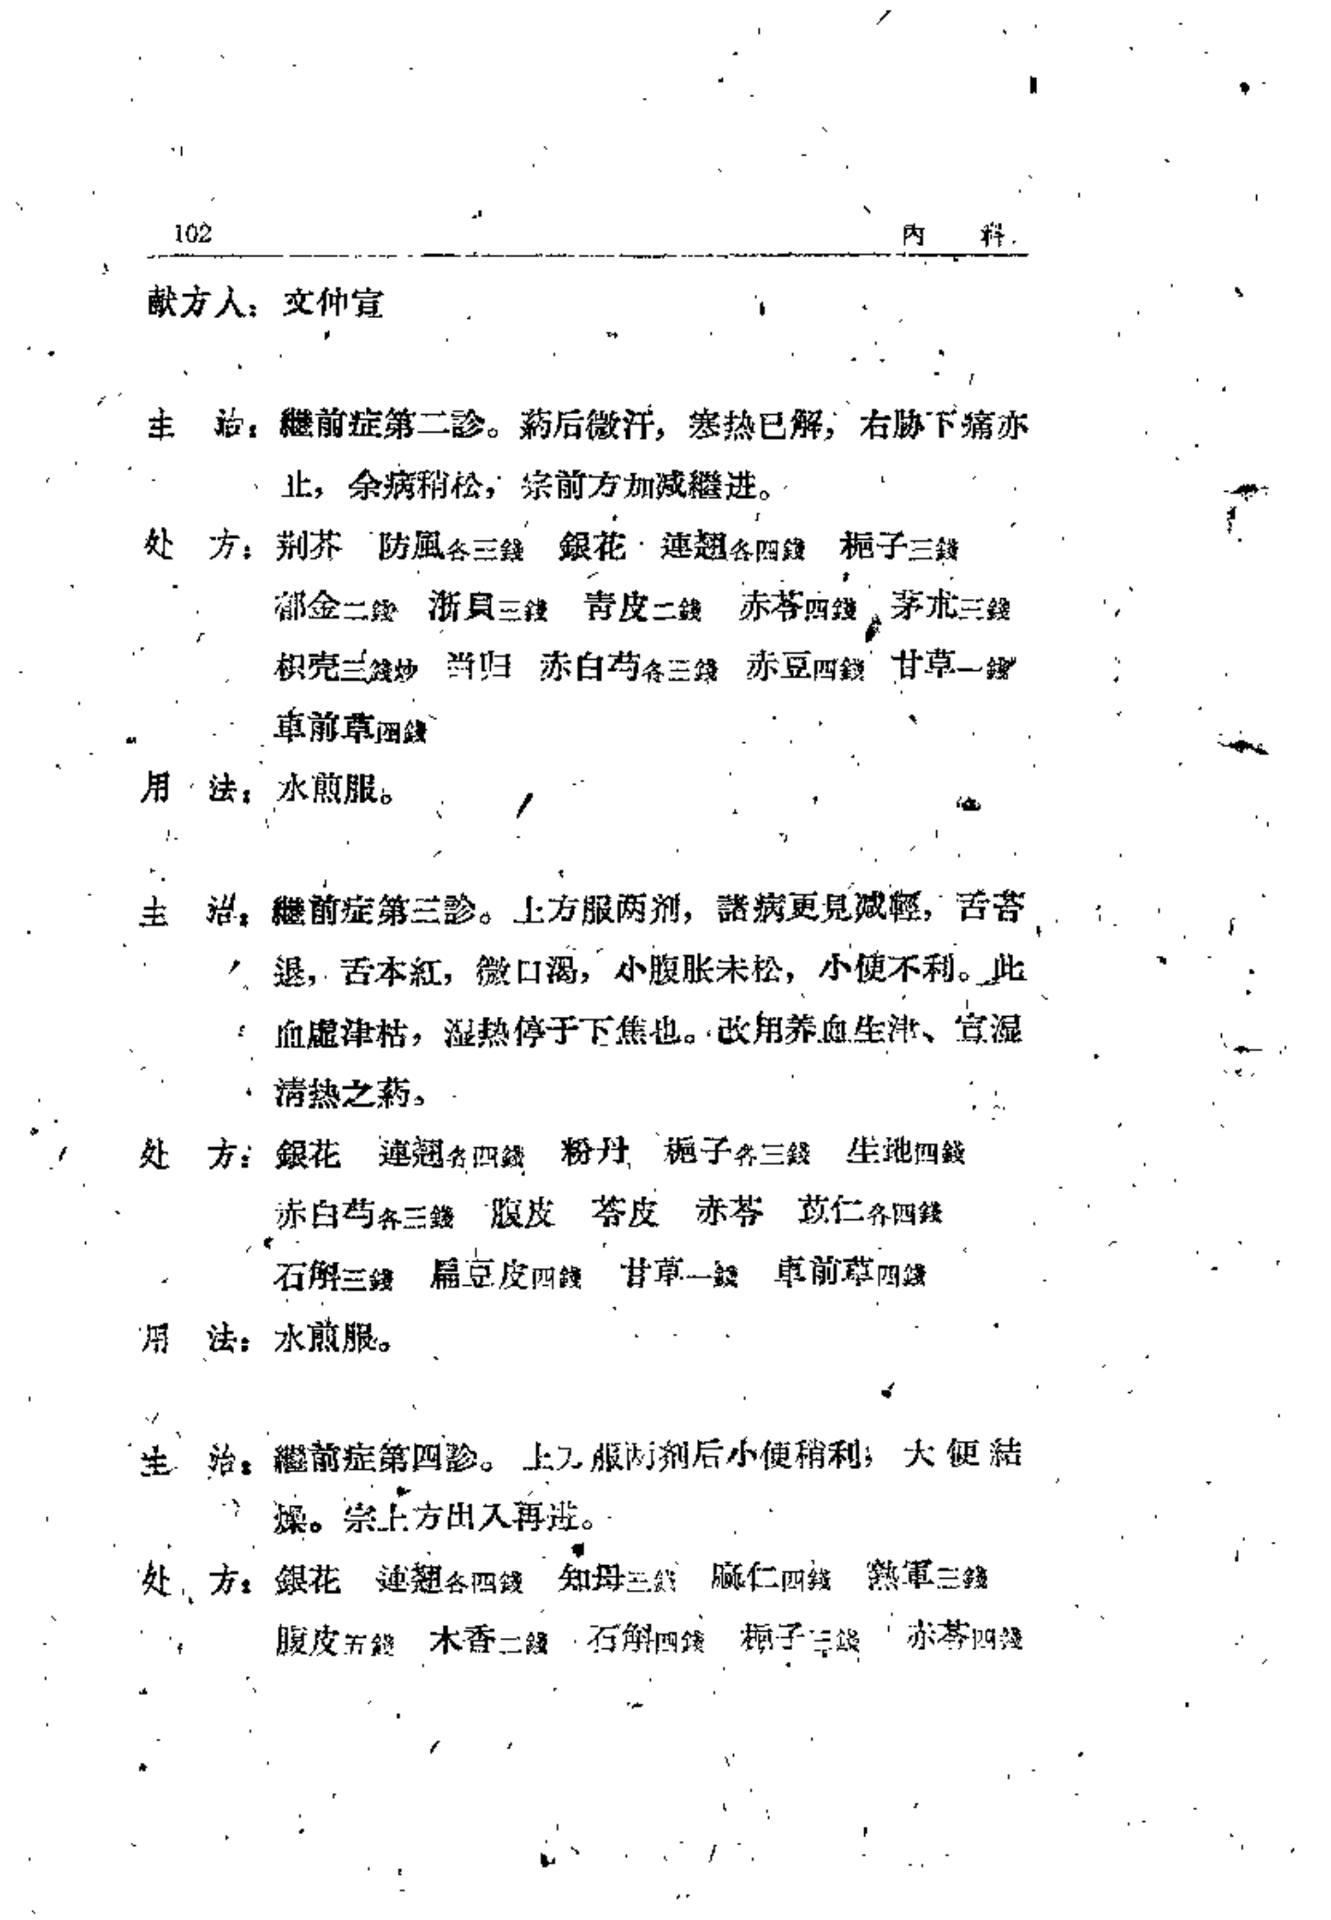 102 内 科
献方人：文仲宣
主 治：繼前症第二診。葯后微汗，寒热已解，右胁下痛亦
止，余病稍松，宗前方加减繼进。
处 方：荆芥 防風各三錢 銀花 連翘各四錢 梔子三錢
郁金二錢 浙貝三錢 青皮二錢 赤苓四錢 茅朮三錢
枳壳三錢炒 当归 赤白芍各三錢 赤豆四錢 甘草一錢
車前草四錢
用 法：水煎服。
主 治：繼前症第三診。上方服两剂，諸病更見减輕，舌苔
退，舌本紅，微口渴，小腹胀未松，小便不利。此
血虛津枯，湿热停于下焦也。改用养血生津、宣湿
清热之葯。
处 方：銀花 連翘各四錢 粉丹 梔子各三錢 生地四錢
赤白芍各三錢 腹皮 苓皮 赤苓 苡仁各四錢
石斛三錢 扁豆皮四錢 甘草一錢 車前草四錢
用 法：水煎服。
主 治：繼前症第四診。上方服两剂后小便稍利；大便結
燥。宗上方出入再进。
处 方：銀花 連翘各四錢 知母三錢 麻仁四錢 熟軍三錢
腹皮五錢 木香二錢 石斛四錢 梔子三錢 赤苓四錢